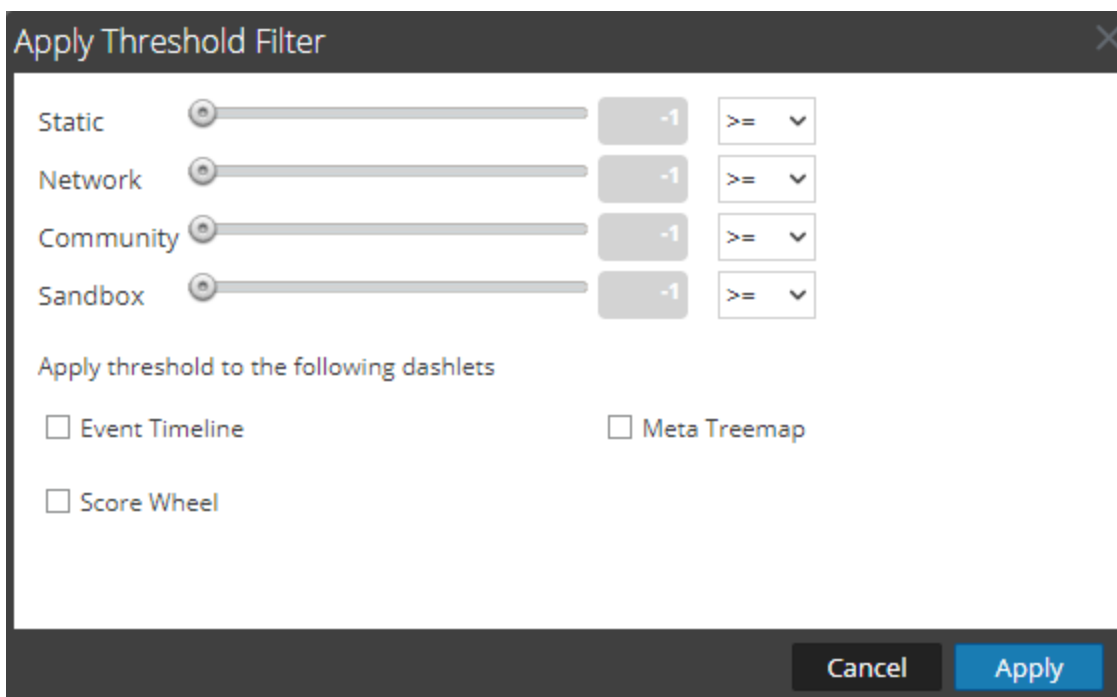 Apply Threshold Filter
Static -1 >=
Network -1 >=
Community -1 >=
Sandbox -1 >=
Apply threshold to the following dashlets
Event Timeline Meta Treemap
Score Wheel
Cancel Apply